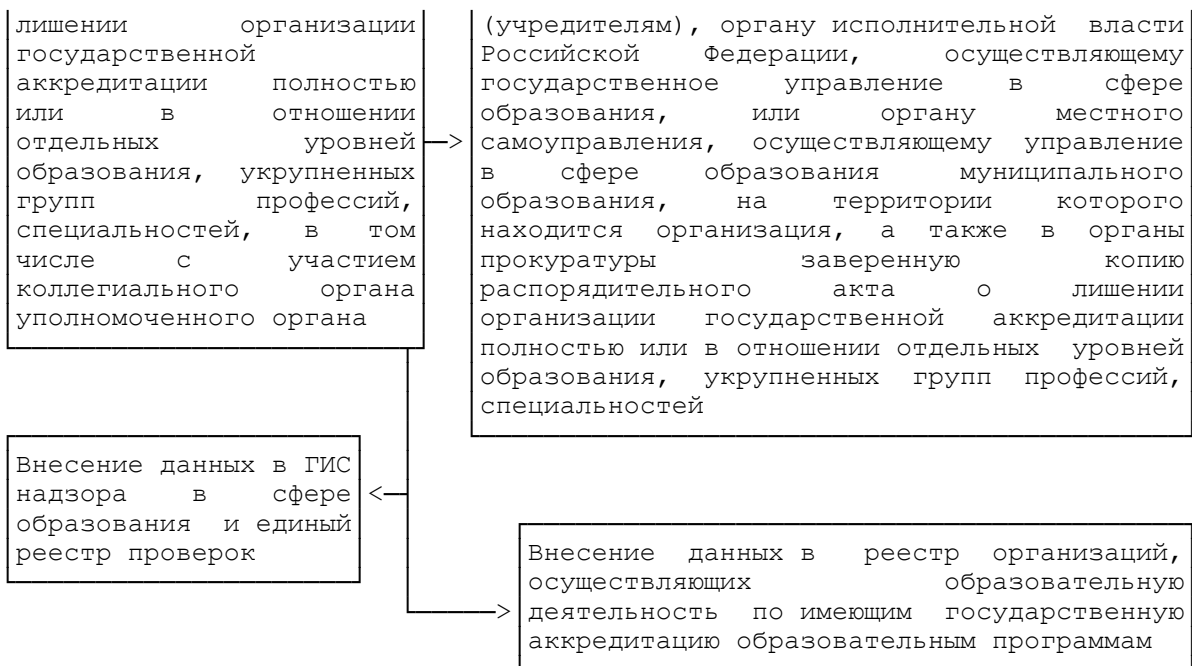 лишении организации
государственной
аккредитации полностью
или в отношении
отдельных уровней
образования, укрупненных
групп профессий,
специальностей, в том
числе с участием
коллегиального органа
уполномоченного органа
(учредителям), органу исполнительной власти
Российской Федерации, осуществляющему
государственное управление в сфере
образования, или органу местного
самоуправления, осуществляющему управление
в сфере образования муниципального
образования, на территории которого
находится организация, а также в органы
прокуратуры заверенную копию
распорядительного акта о лишении
организации государственной аккредитации
полностью или в отношении отдельных уровней
образования, укрупненных групп профессий,
специальностей
Внесение данных в ГИС
надзора в сфере
образования и единый
реестр проверок
Внесение данных в реестр организаций,
осуществляющих образовательную
деятельность по имеющим государственную
аккредитацию образовательным программам